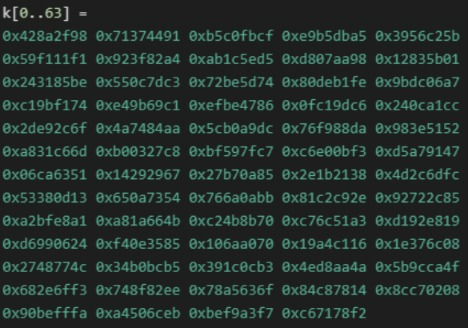 k[0..63] =
0x428a2f98 0x71374491 0xb5c0fbcf 0xe9b5dba5 0x3956c25b
0x59f111f1 0x923f82a4 0xab1c5ed5 0xd807aa98 0x12835b01
0x243185be 0x550c7dc3 0x72be5d74 0x80deb1fe 0x9bdc06a7
0xc19bf174 0xe49b69c1 0xefbe4786 0x0fc19dc6 0x240ca1cc
0x2de92c6f 0x4a7484aa 0x5cb0a9dc 0x76f988da 0x983e5152
0xa831c66d 0xb00327c8 0xbf597fc7 0xc6e00bf3 0xd5a79147
0x06ca6351 0x14292967 0x27b70a85 0x2e1b2138 0x4d2c6dfc
0x53380d13 0x650a7354 0x766a0abb 0x81c2c92e 0x92722c85
0xa2bfe8a1 0xa81a664b 0xc24b8b70 0xc76c51a3 0xd192e819
0xd6990624 0xf40e3585 0x106aa070 0x19a4c116 0x1e376c08
0x2748774c 0x34b0bcb5 0x391c0cb3 0x4ed8aa4a 0x5b9cca4f
0x682e6ff3 0x748f82ee 0x78a5636f 0x84c87814 0x8cc70208
0x90befffa 0xa4506ceb 0xbef9a3f7 0xc67178f2